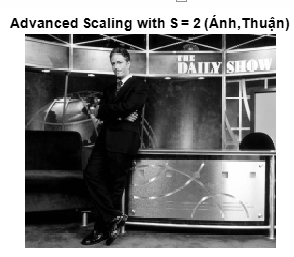 Advanced Scaling with S = 2 (Ánh,Thuận)
THE
DAILY SHOW